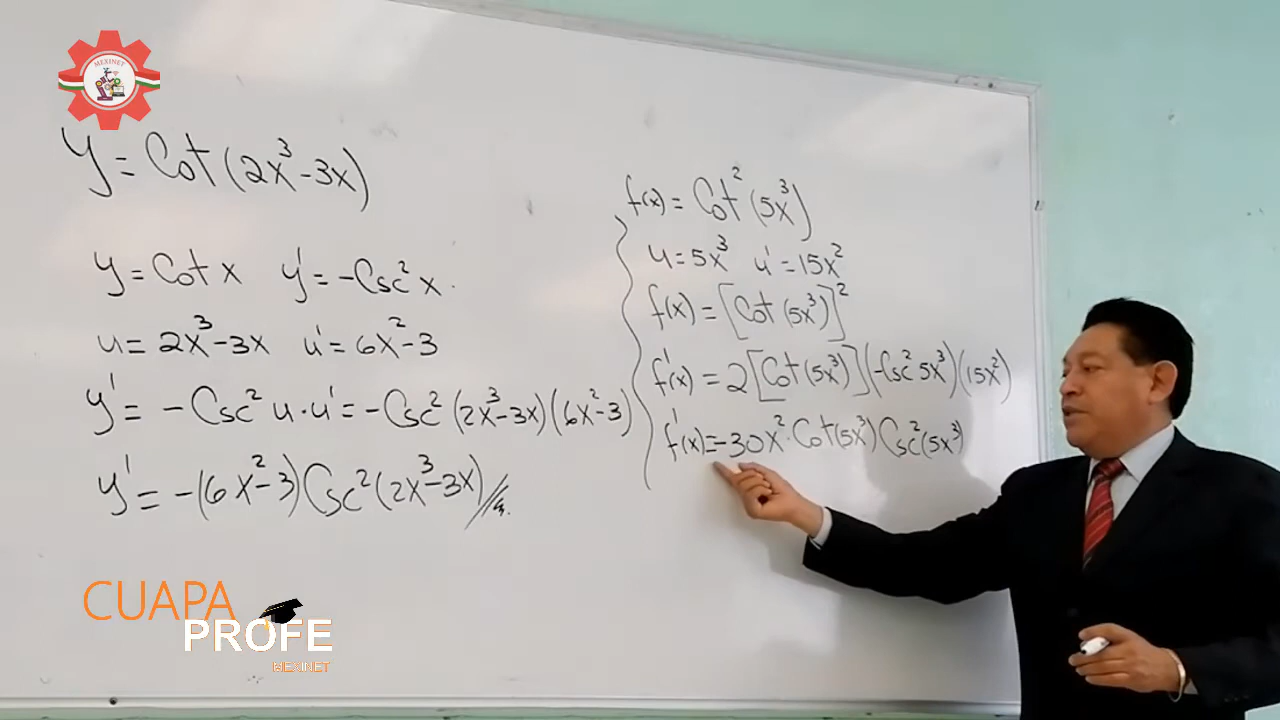 MEXINET
y = Cot (2x³-3x)
y = Cot x y' = -Csc² x.
u = 2x³-3x u' = 6x²-3
y' = -Csc² u · u' = -Csc² (2x³-3x)(6x²-3)
y' = -(6x²-3) Csc² (2x³-3x)//
f(x) = Cot² (5x³)
u = 5x³ u' = 15x²
f(x) = [Cot (5x³)]²
f'(x) = 2[Cot (5x³)](-Csc² 5x³)(15x²)
f'(x) = -30x² · Cot(5x³) Csc²(5x³)
CUAPA
PROFE
MEXINET